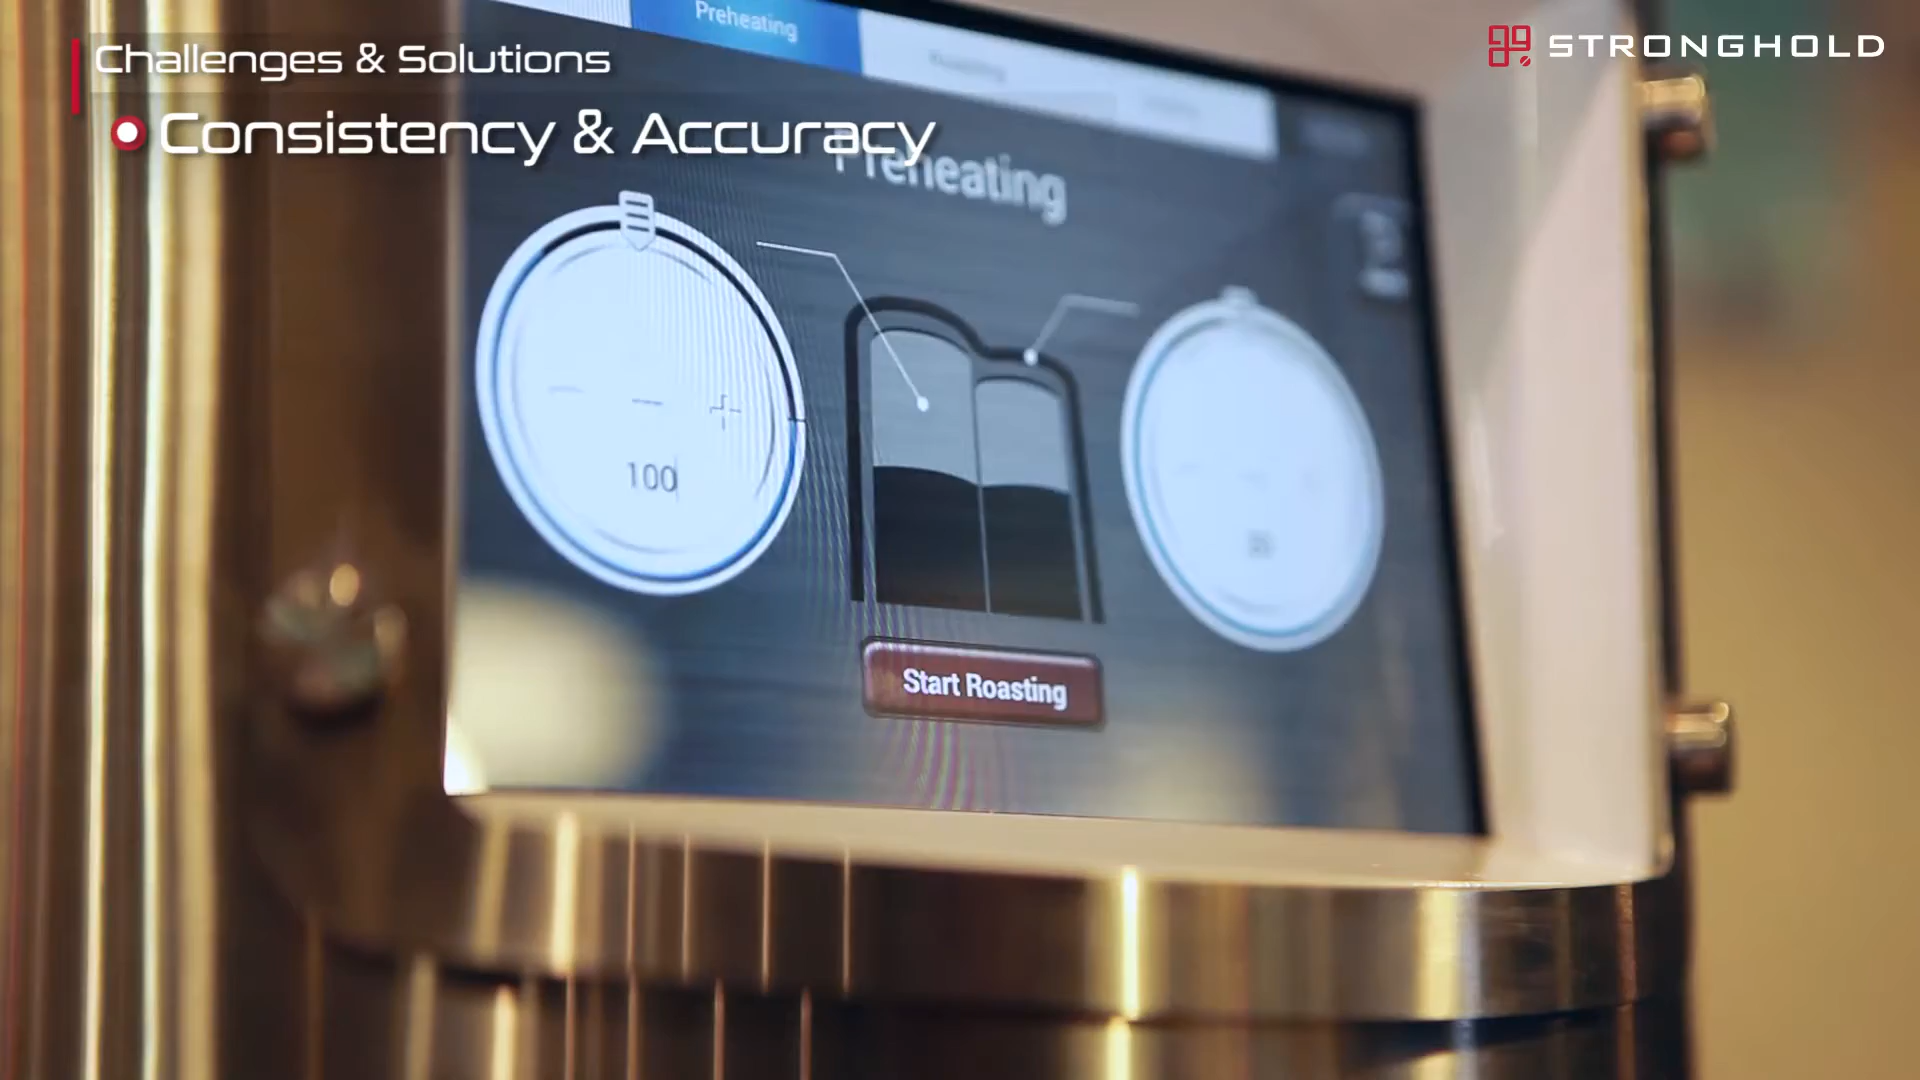 Challenges & Solutions
Consistency & Accuracy
STRONGHOLD
Preheating
Preheating
100
Start Roasting